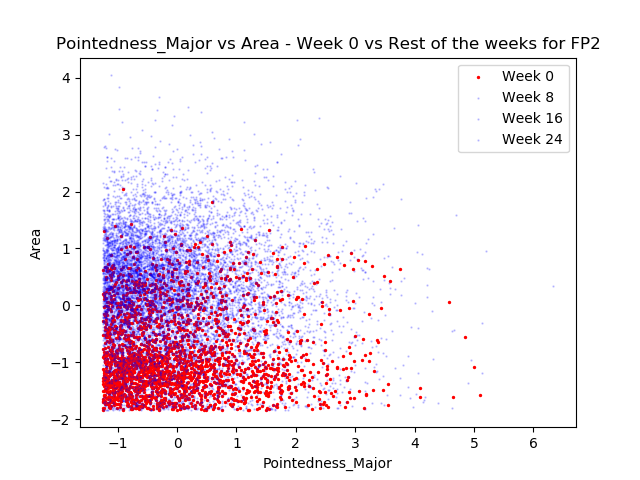 Pointedness_Major vs Area - Week 0 vs Rest of the weeks for FP2
Week 0
Week 8
Week 16
Week 24
4
3
2
1
0
−1
−2
Area
−1 0 1 2 3 4 5 6
Pointedness_Major